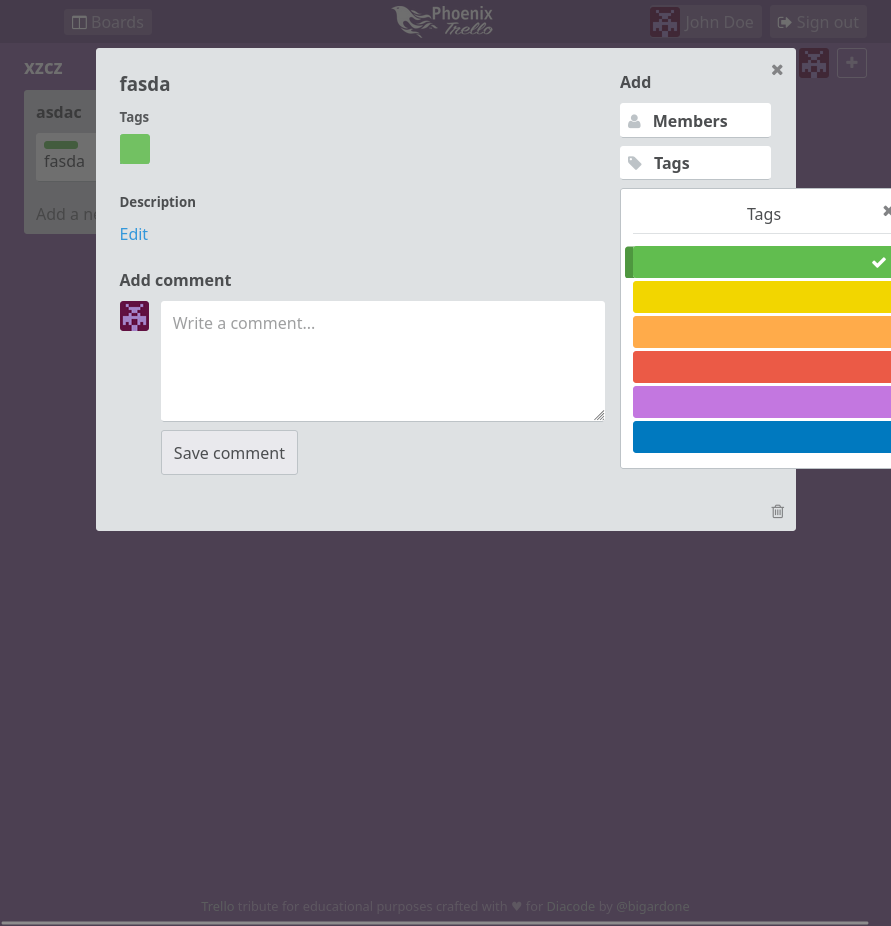 Boards
Phoenix
Trello
John Doe
Sign out
xzcz
asdac
fasda
Add a ne
fasda
Tags
Description
Edit
Add comment
Write a comment...
Save comment
Add
Members
Tags
Tags
Trello tribute for educational purposes crafted with ♥ for Diacode by @bigardone